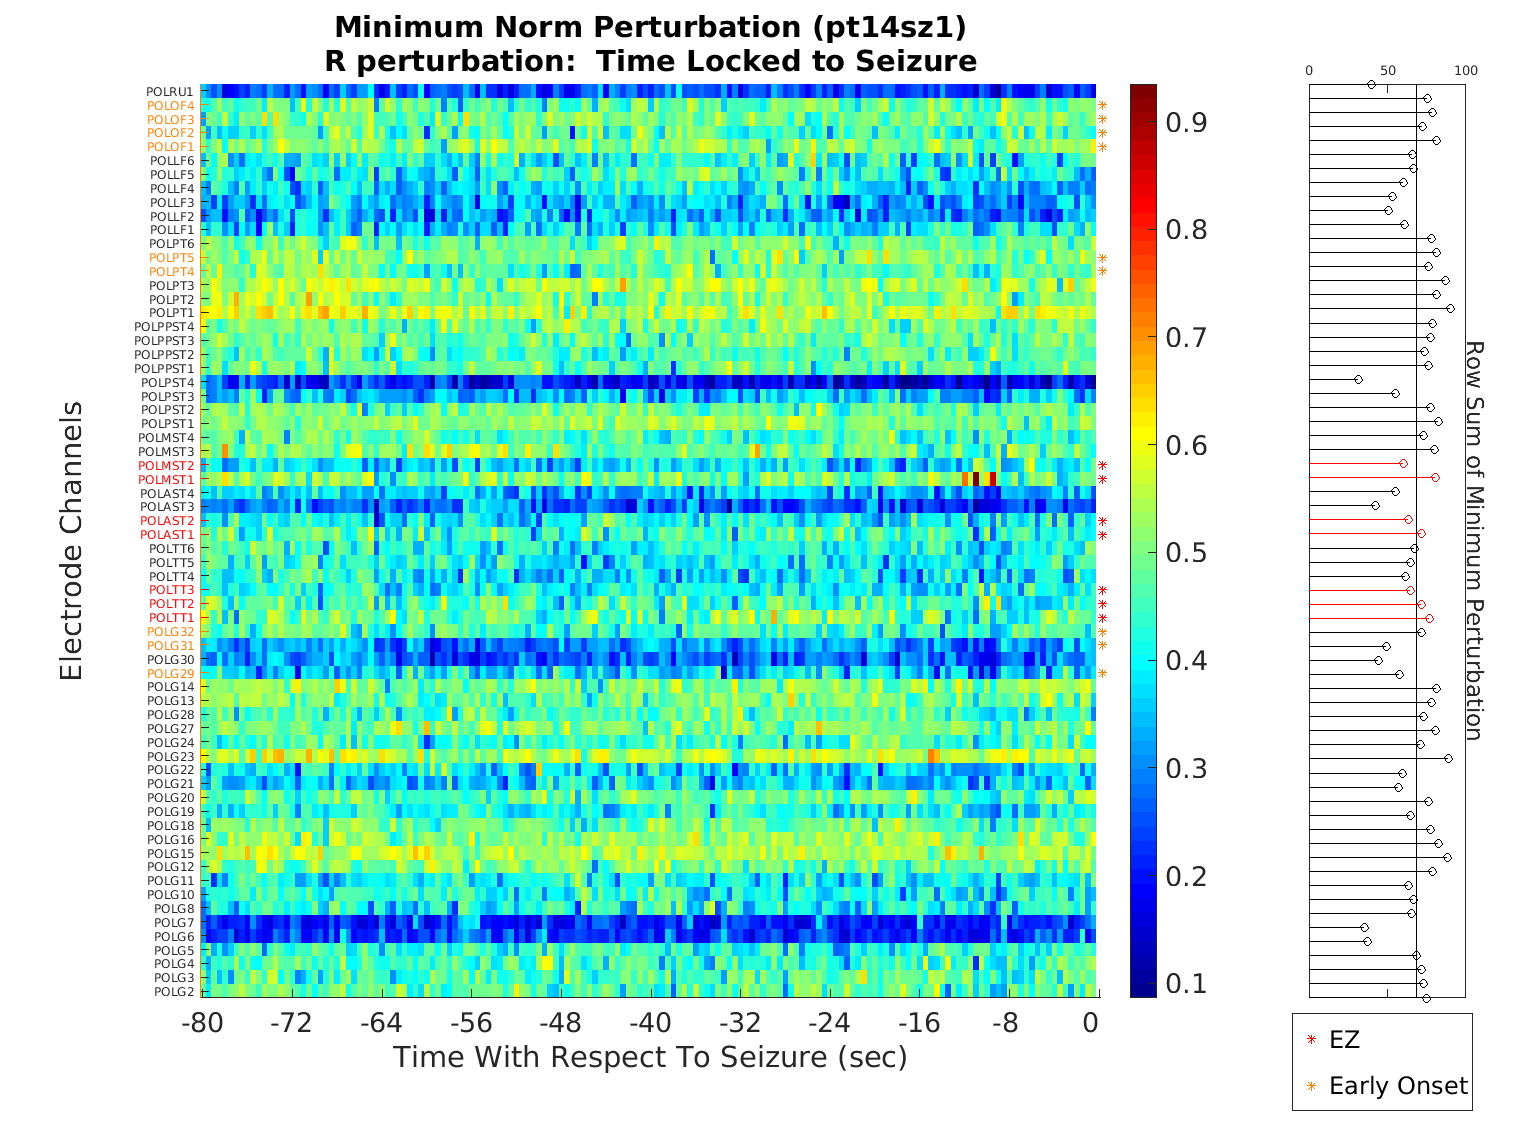 Minimum Norm Perturbation (pt14sz1)
R perturbation: Time Locked to Seizure
Electrode Channels
POLRU1
POLOF4
POLOF3
POLOF2
POLOF1
POLLF6
POLLF5
POLLF4
POLLF3
POLLF2
POLLF1
POLPT6
POLPT5
POLPT4
POLPT3
POLPT2
POLPT1
POLPPST4
POLPPST3
POLPPST2
POLPPST1
POLPST4
POLPST3
POLPST2
POLPST1
POLMST4
POLMST3
POLMST2
POLMST1
POLAST4
POLAST3
POLAST2
POLAST1
POLTT6
POLTT5
POLTT4
POLTT3
POLTT2
POLTT1
POLG32
POLG31
POLG30
POLG29
POLG14
POLG13
POLG28
POLG27
POLG24
POLG23
POLG22
POLG21
POLG20
POLG19
POLG18
POLG16
POLG15
POLG12
POLG11
POLG10
POLG8
POLG7
POLG6
POLG5
POLG4
POLG3
POLG2
-80 -72 -64 -56 -48 -40 -32 -24 -16 -8 0
Time With Respect To Seizure (sec)
0.9
0.8
0.7
0.6
0.5
0.4
0.3
0.2
0.1
0 50 100
Row Sum of Minimum Perturbation
EZ
Early Onset